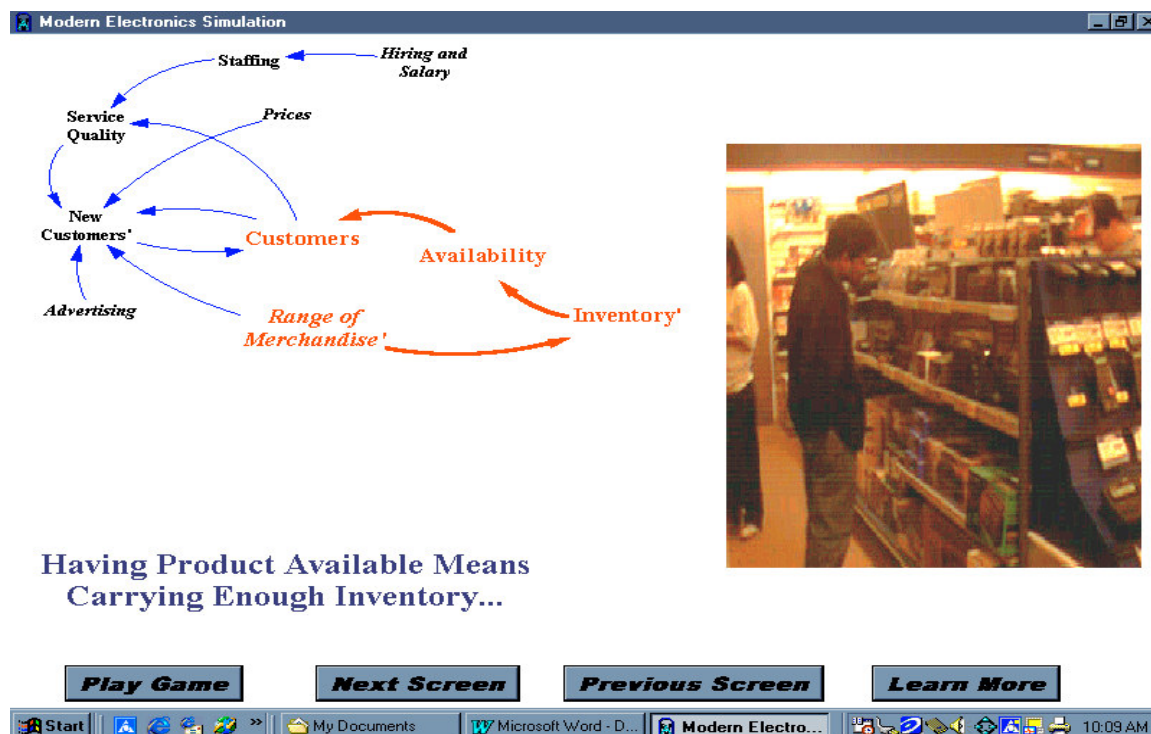 Modern Electronics Simulation
Staffing
Hiring and
Salary
Service
Quality
Prices
New
Customers'
Customers
Availability
Advertising
Range of
Merchandise'
Inventory'
Having Product Available Means
Carrying Enough Inventory...
Play Game
Next Screen
Previous Screen
Learn More
Start
»
My Documents
Microsoft Word - D...
Modern Electro...
10:09 AM